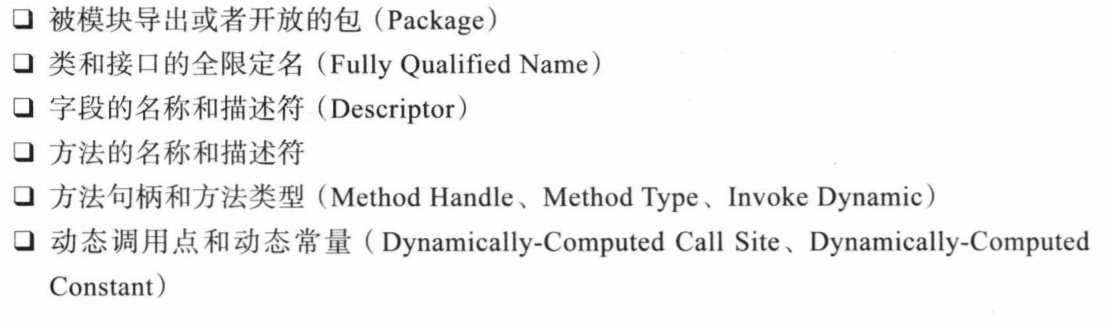 ❑ 被模块导出或者开放的包（Package）
❑ 类和接口的全限定名（Fully Qualified Name）
❑ 字段的名称和描述符（Descriptor）
❑ 方法的名称和描述符
❑ 方法句柄和方法类型（Method Handle、Method Type、Invoke Dynamic）
❑ 动态调用点和动态常量（Dynamically-Computed Call Site、Dynamically-Computed
Constant）